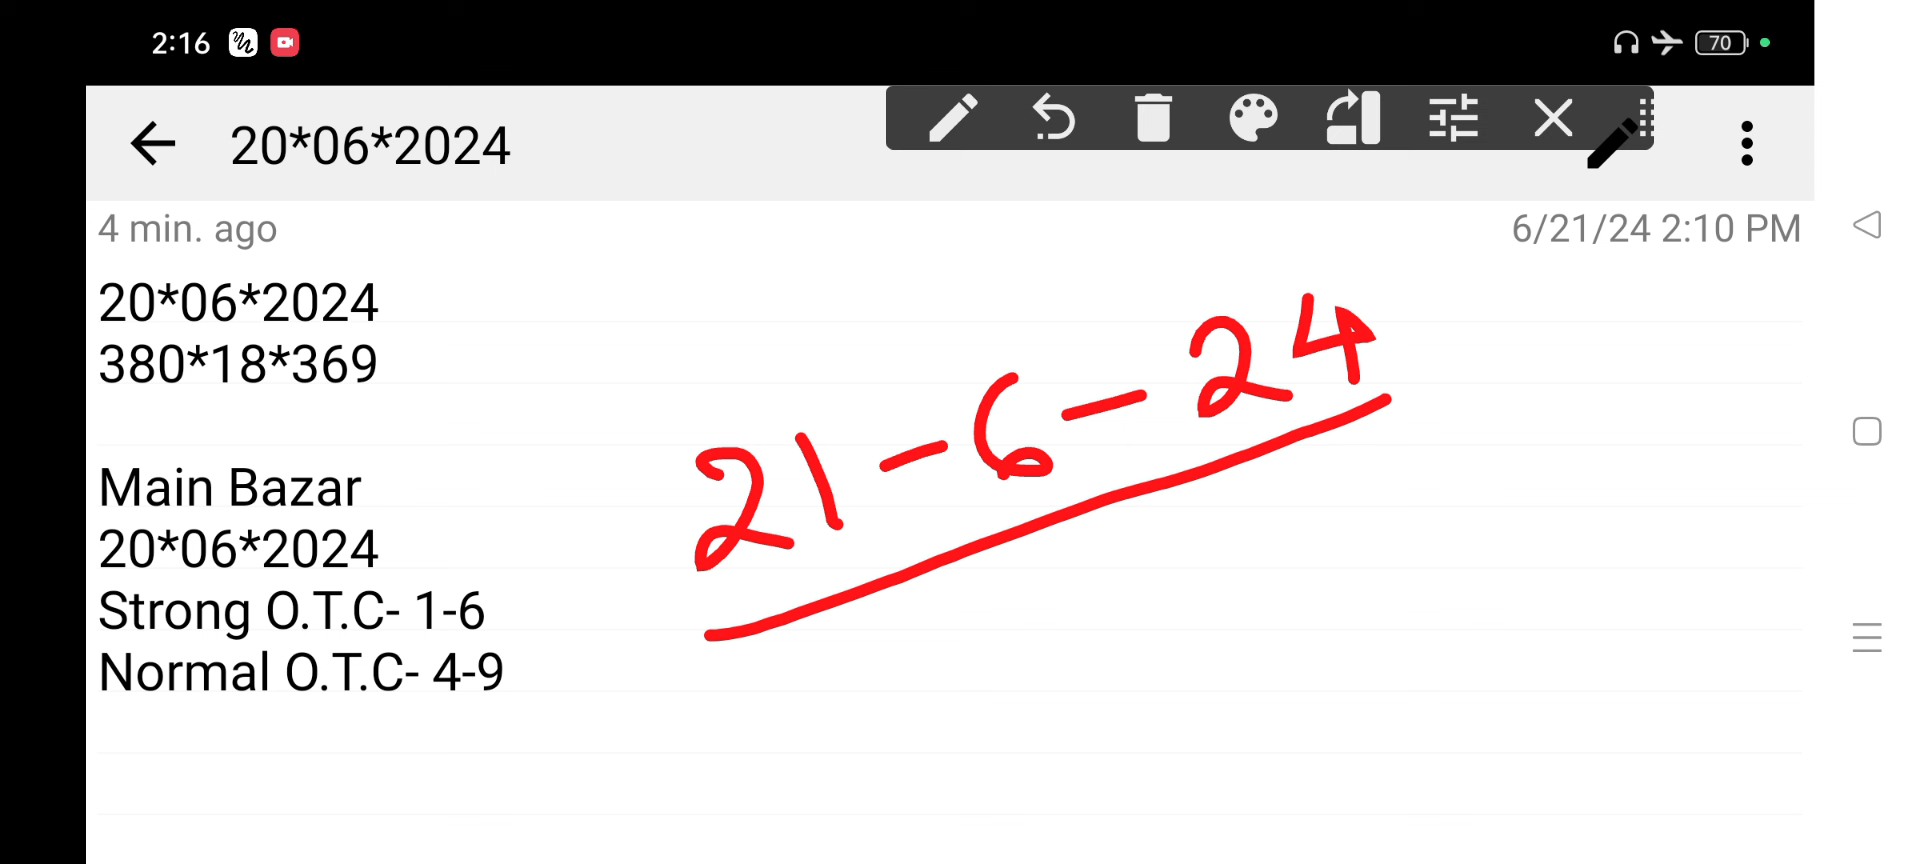 2:16
70
20*06*2024
4 min. ago
6/21/24 2:10 PM
20*06*2024
380*18*369
21-6-24
Main Bazar
20*06*2024
Strong O.T.C- 1-6
Normal O.T.C- 4-9